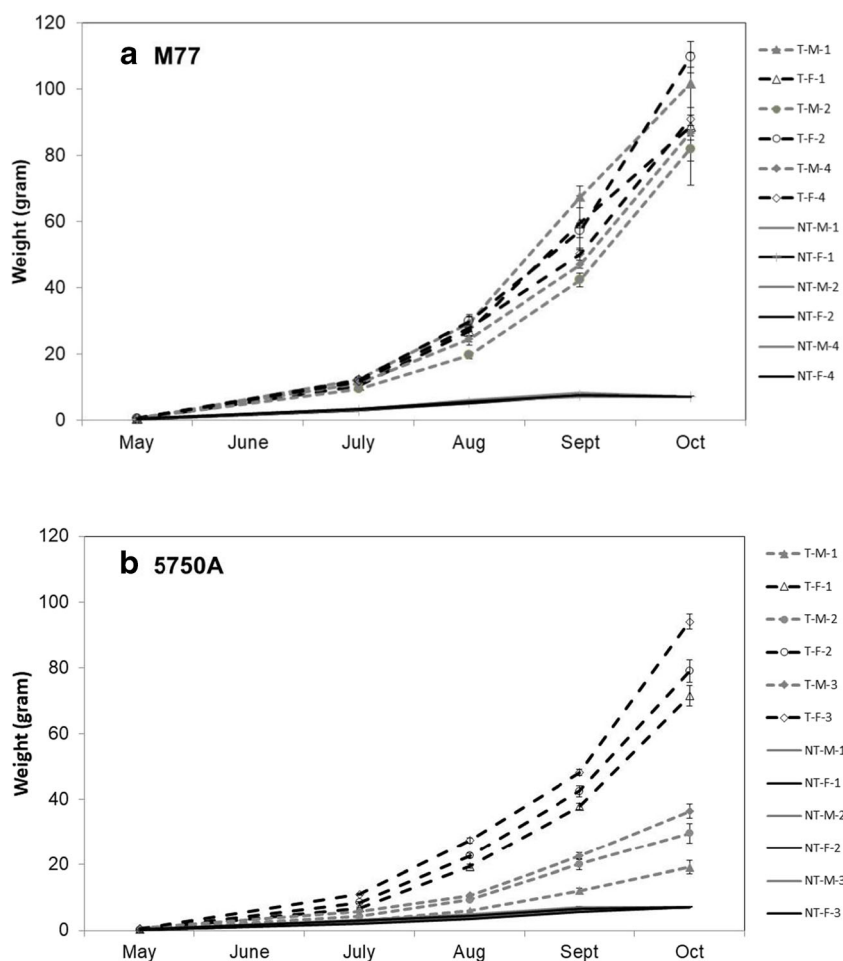 a M77
Weight (gram)
120
100
80
60
40
20
0
May June July Aug Sept Oct
T-M-1
T-F-1
T-M-2
T-F-2
T-M-4
T-F-4
NT-M-1
NT-F-1
NT-M-2
NT-F-2
NT-M-4
NT-F-4
b 5750A
Weight (gram)
120
100
80
60
40
20
0
May June July Aug Sept Oct
T-M-1
T-F-1
T-M-2
T-F-2
T-M-3
T-F-3
NT-M-1
NT-F-1
NT-M-2
NT-F-2
NT-M-3
NT-F-3